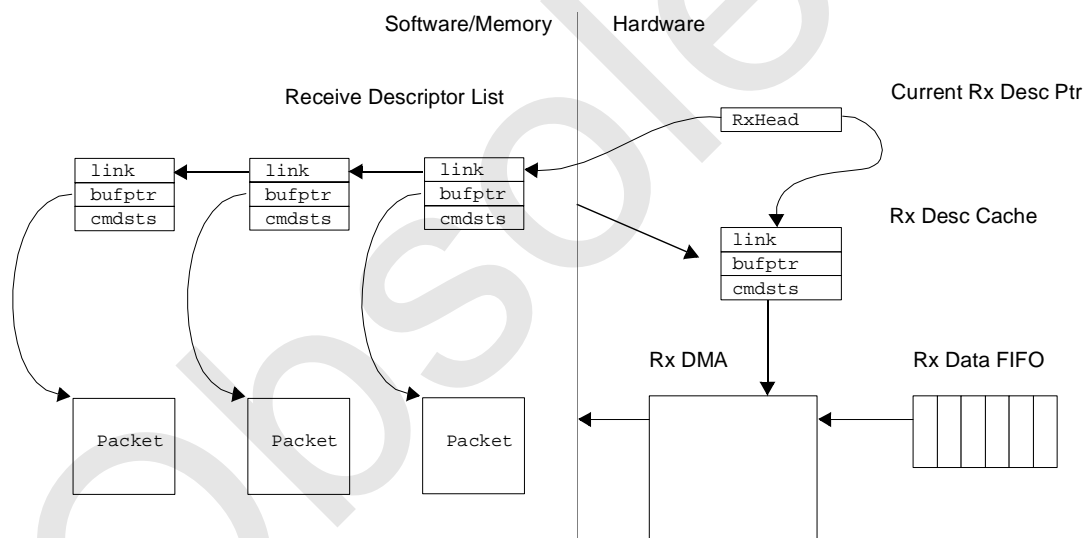 Software/Memory
Hardware
Receive Descriptor List
Current Rx Desc Ptr
RxHead
link
bufptr
cmdsts
link
bufptr
cmdsts
link
bufptr
cmdsts
Rx Desc Cache
link
bufptr
cmdsts
Rx DMA
Rx Data FIFO
Packet
Packet
Packet
Obsole